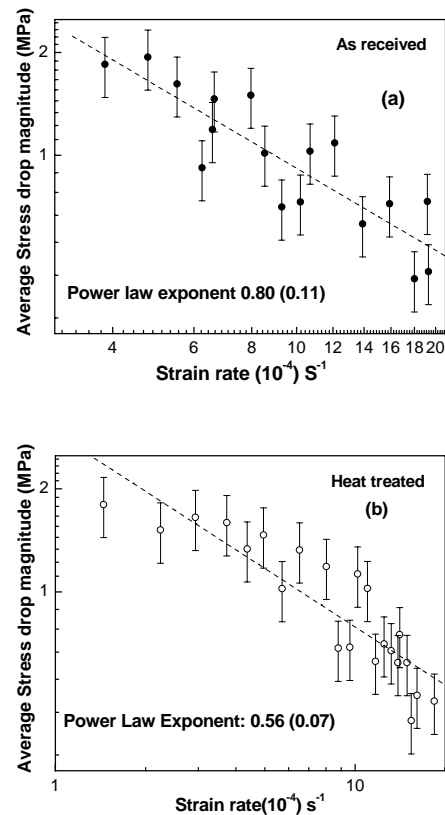 Average Stress drop magnitude (MPa)
2
1
As received
(a)
Power law exponent 0.80 (0.11)
4 6 8 10 12 14 16 18 20
Strain rate (10⁻⁴) S⁻¹
Average Stress drop magnitude (MPa)
2
1
Heat treated
(b)
Power Law Exponent: 0.56 (0.07)
1 10
Strain rate(10⁻⁴) s⁻¹